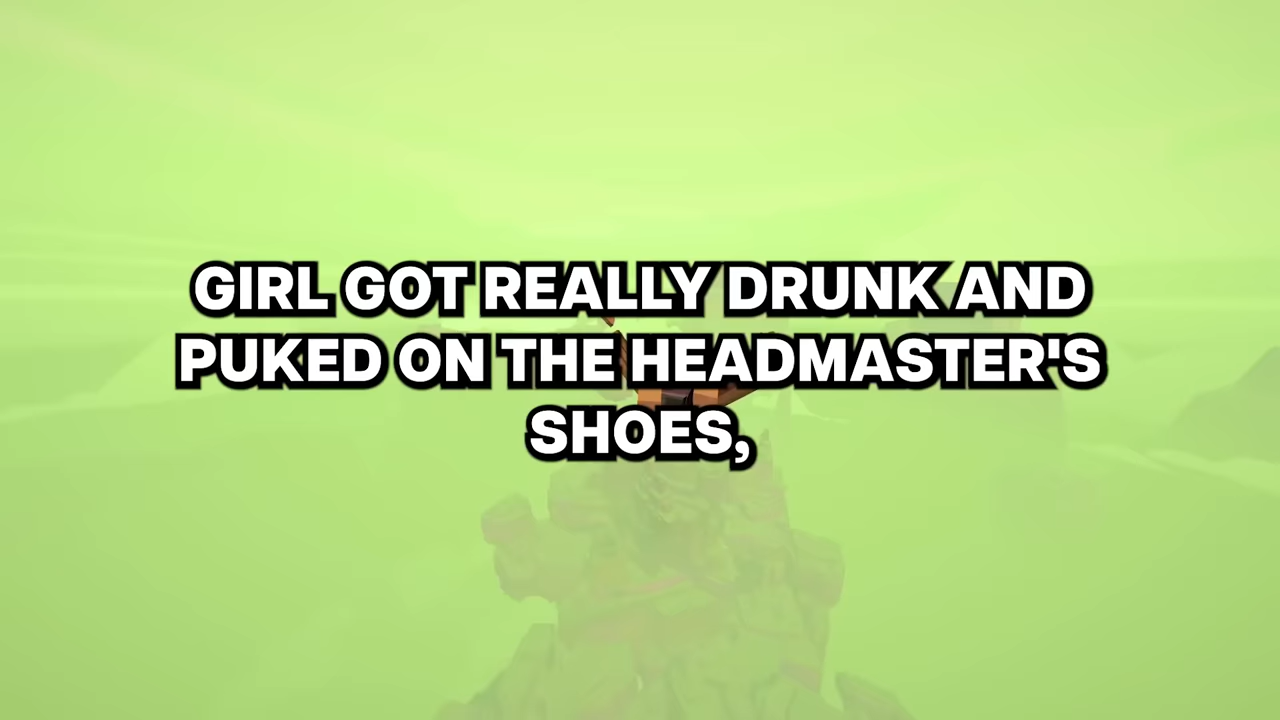 GIRL GOT REALLY DRUNK AND
PUKED ON THE HEADMASTER'S
SHOES,